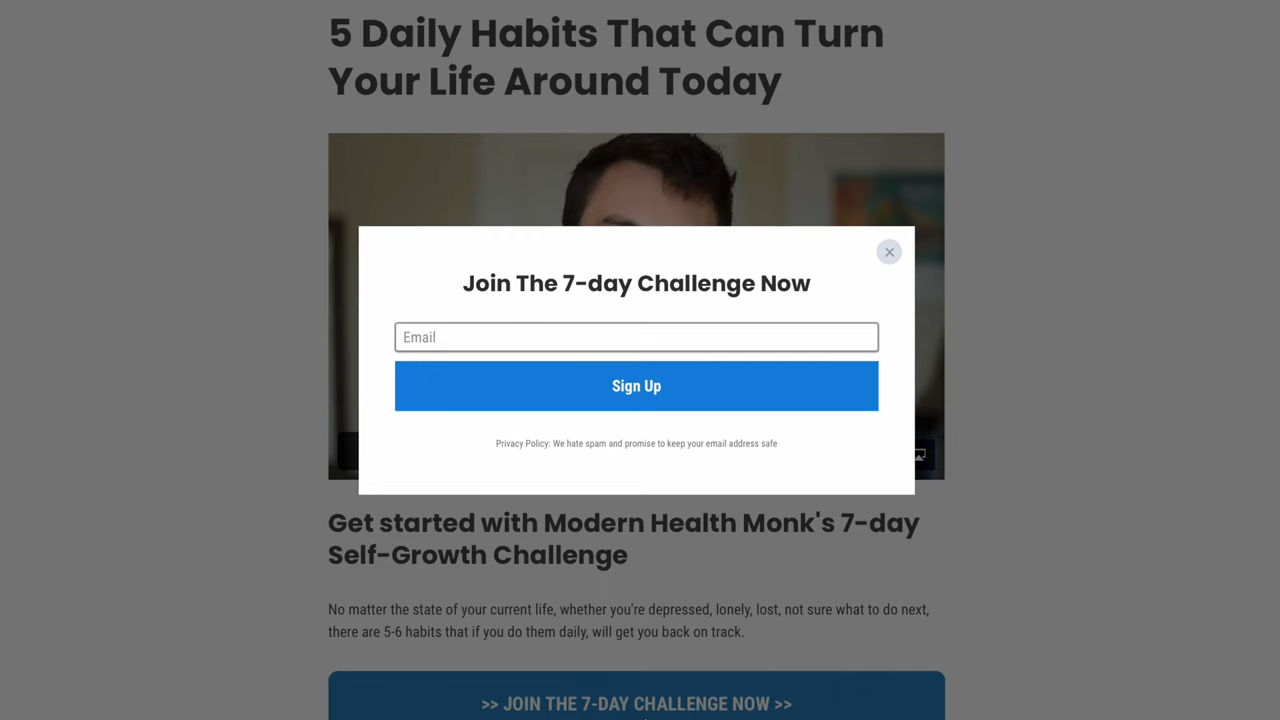 5 Daily Habits That Can Turn
Your Life Around Today
Join The 7-day Challenge Now
Email
Sign Up
Privacy Policy: We hate spam and promise to keep your email address safe
Get started with Modern Health Monk's 7-day
Self-Growth Challenge
No matter the state of your current life, whether you're depressed, lonely, lost, not sure what to do next,
there are 5-6 habits that if you do them daily, will get you back on track.
>> JOIN THE 7-DAY CHALLENGE NOW >>